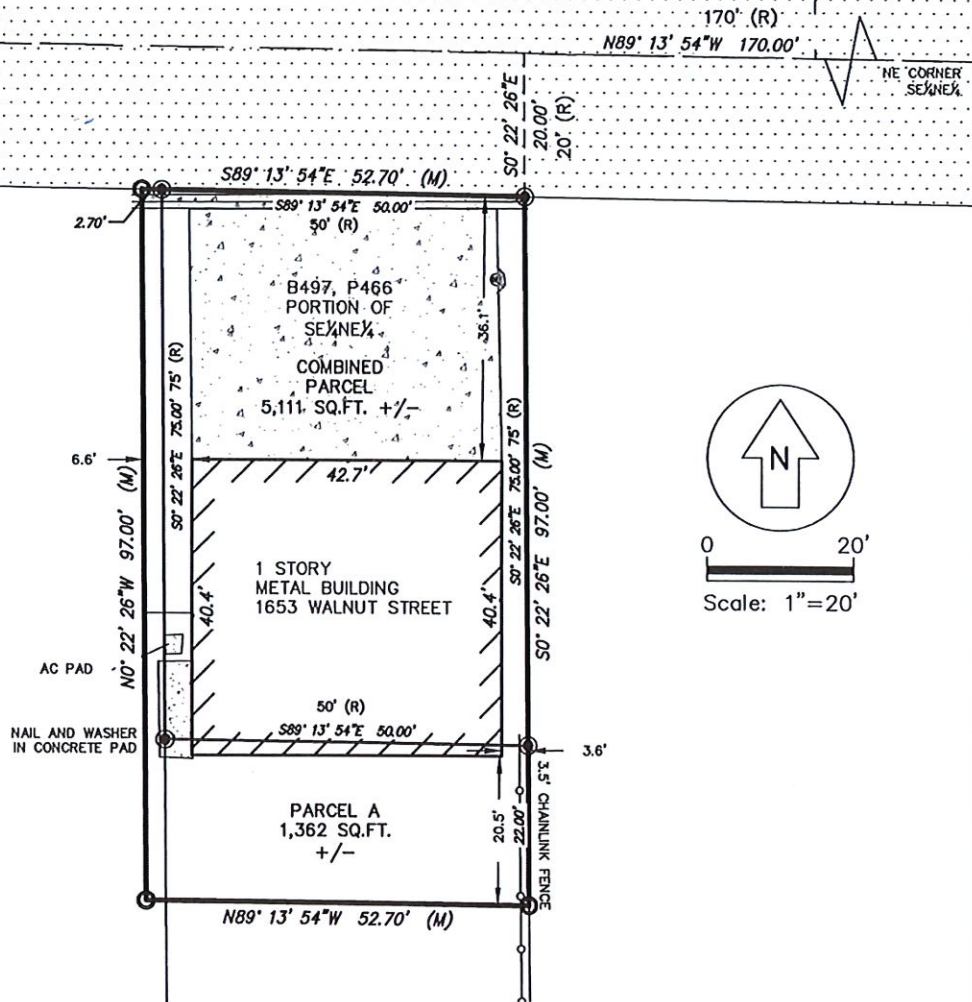 170' (R)
N89° 13' 54"W 170.00'
NE CORNER
SE¼NE¼
S0° 22' 26"E
20.00'
20' (R)
S89° 13' 54"E 52.70' (M)
2.70'
S89° 13' 54"E 50.00'
50' (R)
B497, P466
PORTION OF
SE¼NE¼
COMBINED
PARCEL
5,111 SQ.FT. +/-
36.1'
S0° 22' 26"E 75.00' 75' (R)
S0° 22' 26"E 75.00' 75' (R)
6.6'
42.7'
N0° 22' 26"W 97.00' (M)
S0° 22' 26"E 97.00' (M)
N
0 20'
Scale: 1"=20'
1 STORY
METAL BUILDING
1653 WALNUT STREET
40.4'
40.4'
AC PAD
50' (R)
S89° 13' 54"E 50.00'
NAIL AND WASHER
IN CONCRETE PAD
3.6'
PARCEL A
1,362 SQ.FT.
+/-
20.5'
22.00'
3.5' CHAINLINK FENCE
N89° 13' 54"W 52.70' (M)